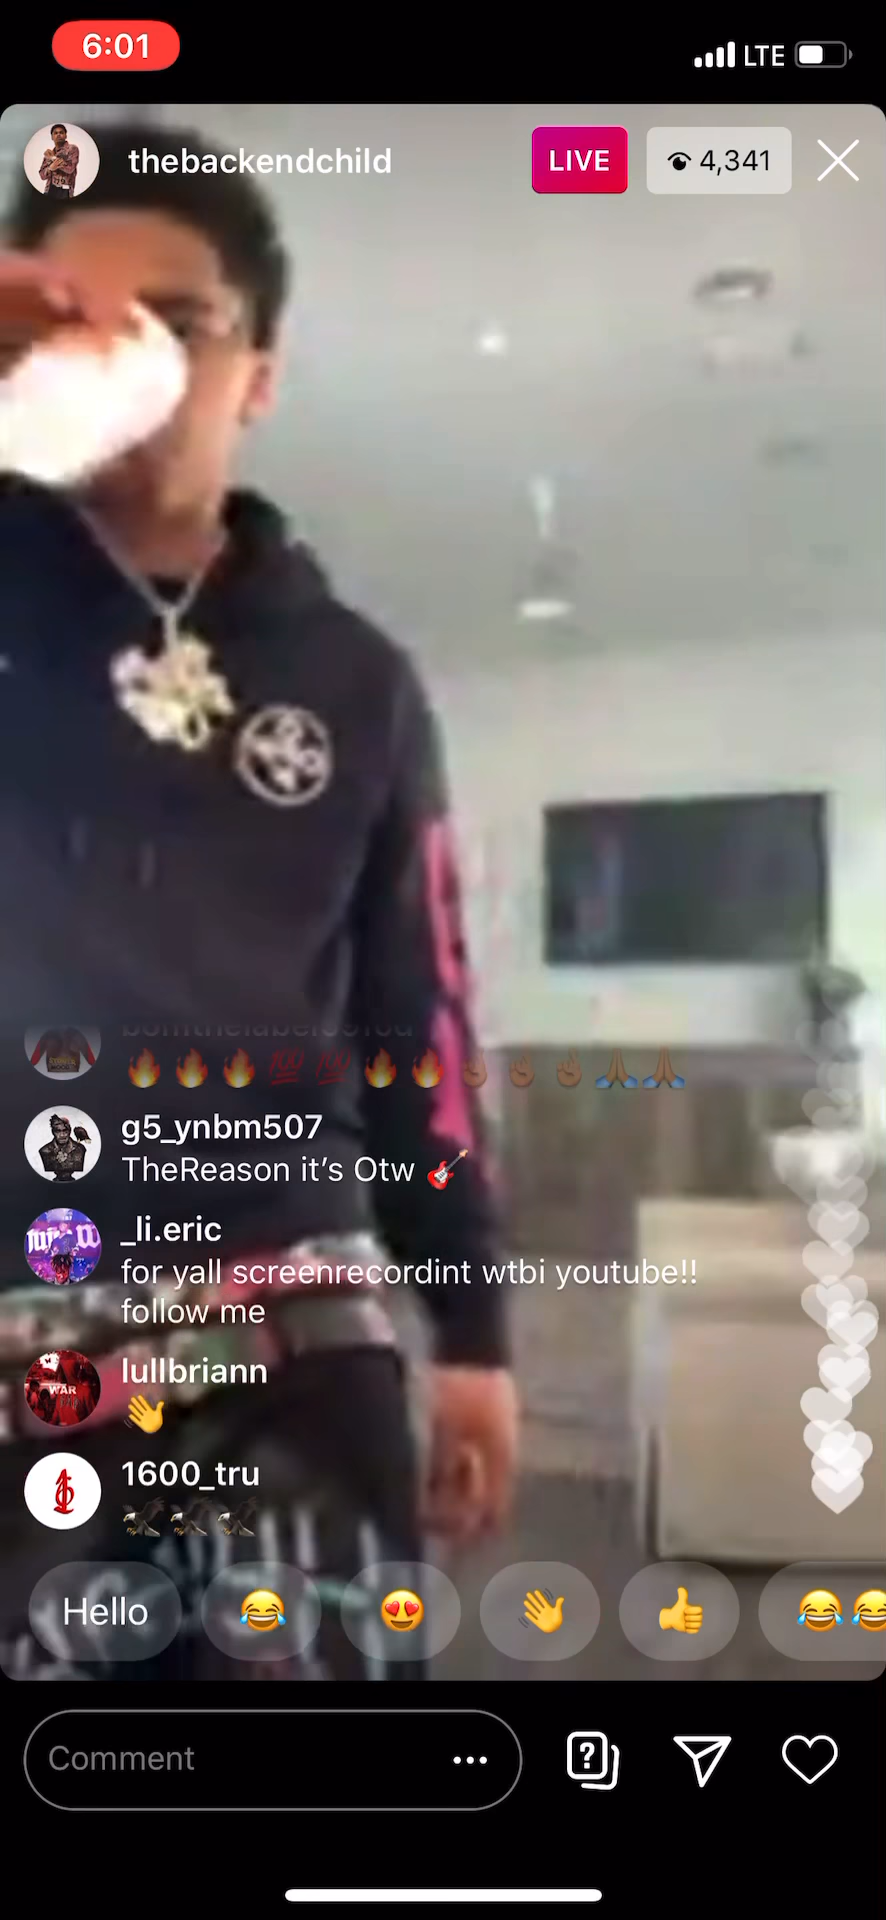 6:01
LTE
thebackendchild
LIVE
4,341
🔥🔥🔥💯💯🔥🔥☝🏽☝🏽☝🏽🙏🏽🙏🏽
g5_ynbm507
TheReason it’s Otw 🎸
_li.eric
for yall screenrecordint wtbi youtube!!
follow me
lullbriann
👋
1600_tru
🦅🦅🦅
Hello 😂 😍 👋 👍 😂😂
Comment